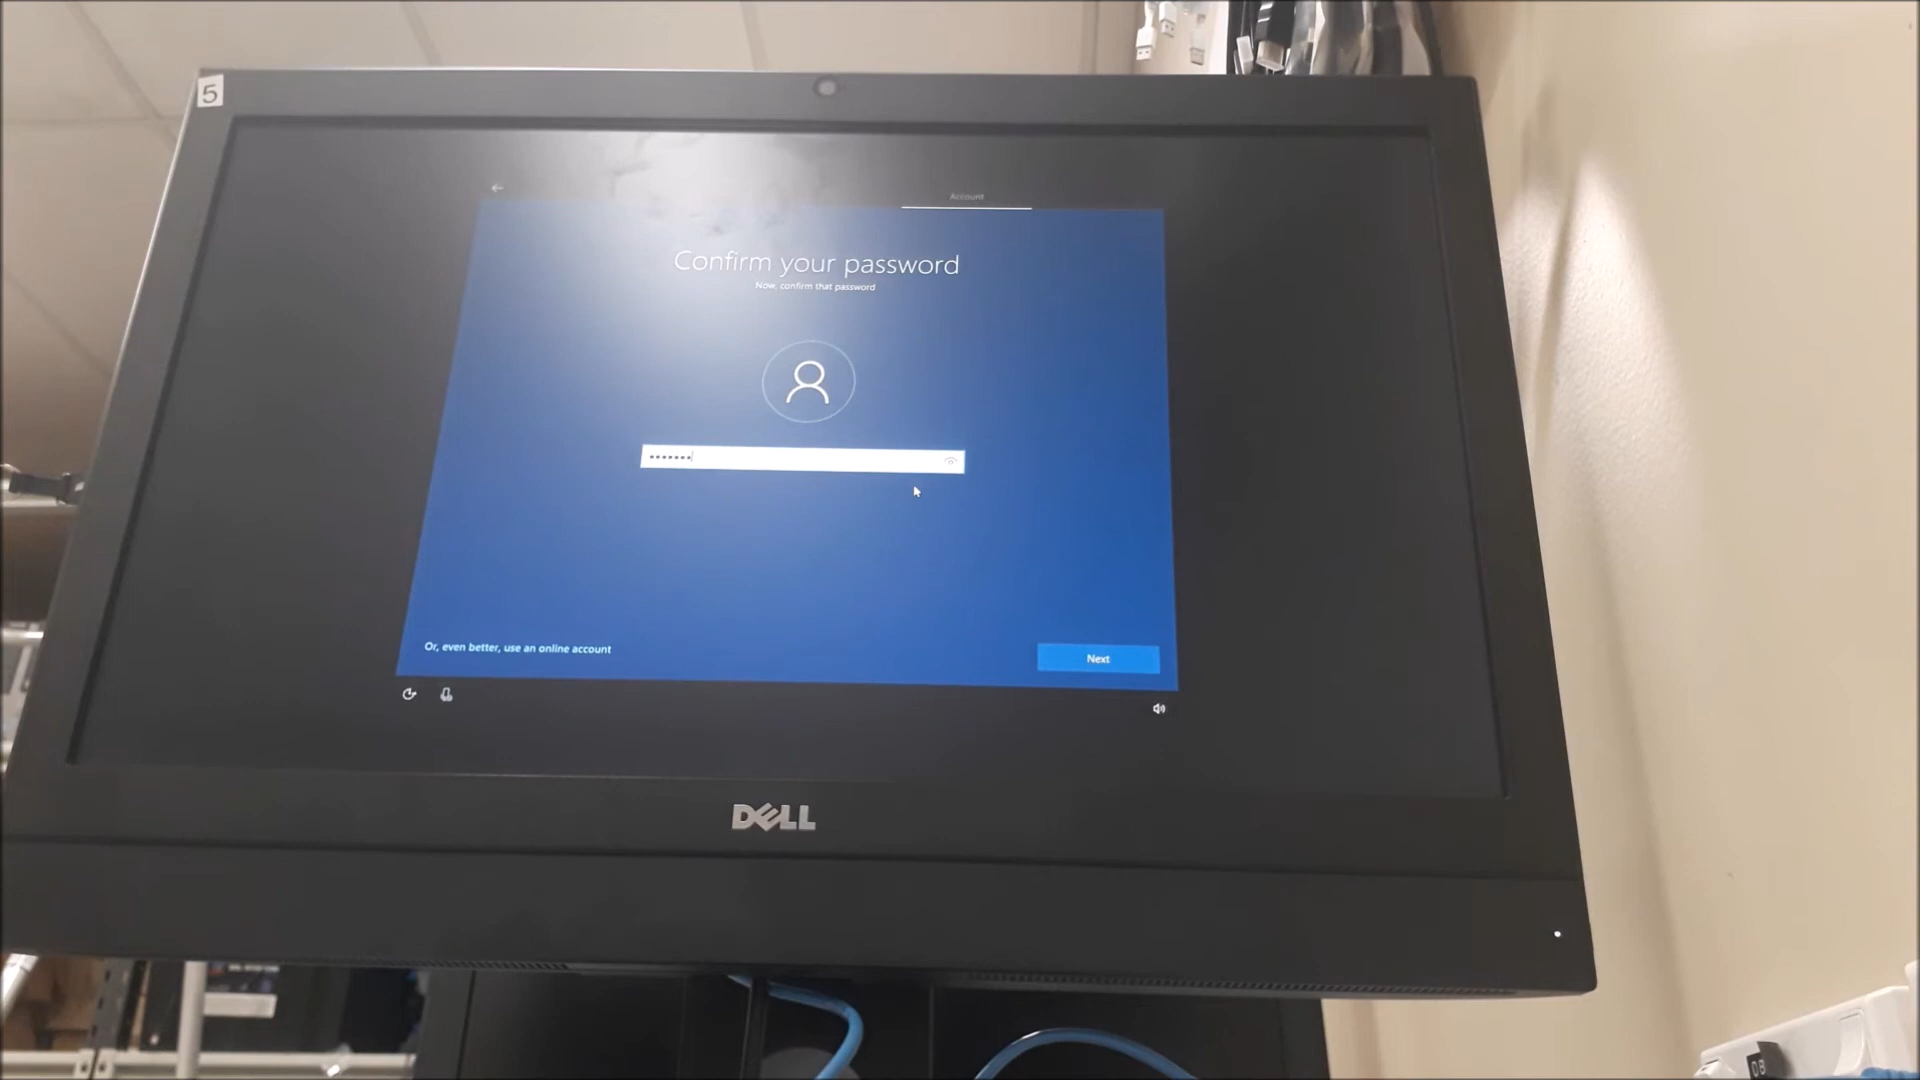 5
Account
Confirm your password
Now, confirm that password
Or, even better, use an online account
Next
DELL